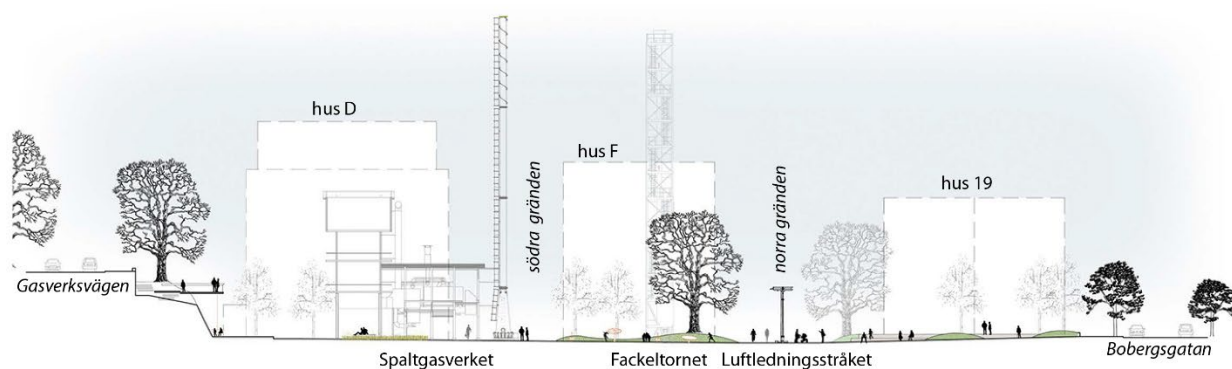 hus D
hus F
hus 19
södra gränden
norra gränden
Gasverksvägen
Spaltgasverket
Fackeltornet
Luftledningsstråket
Bobergsgatan